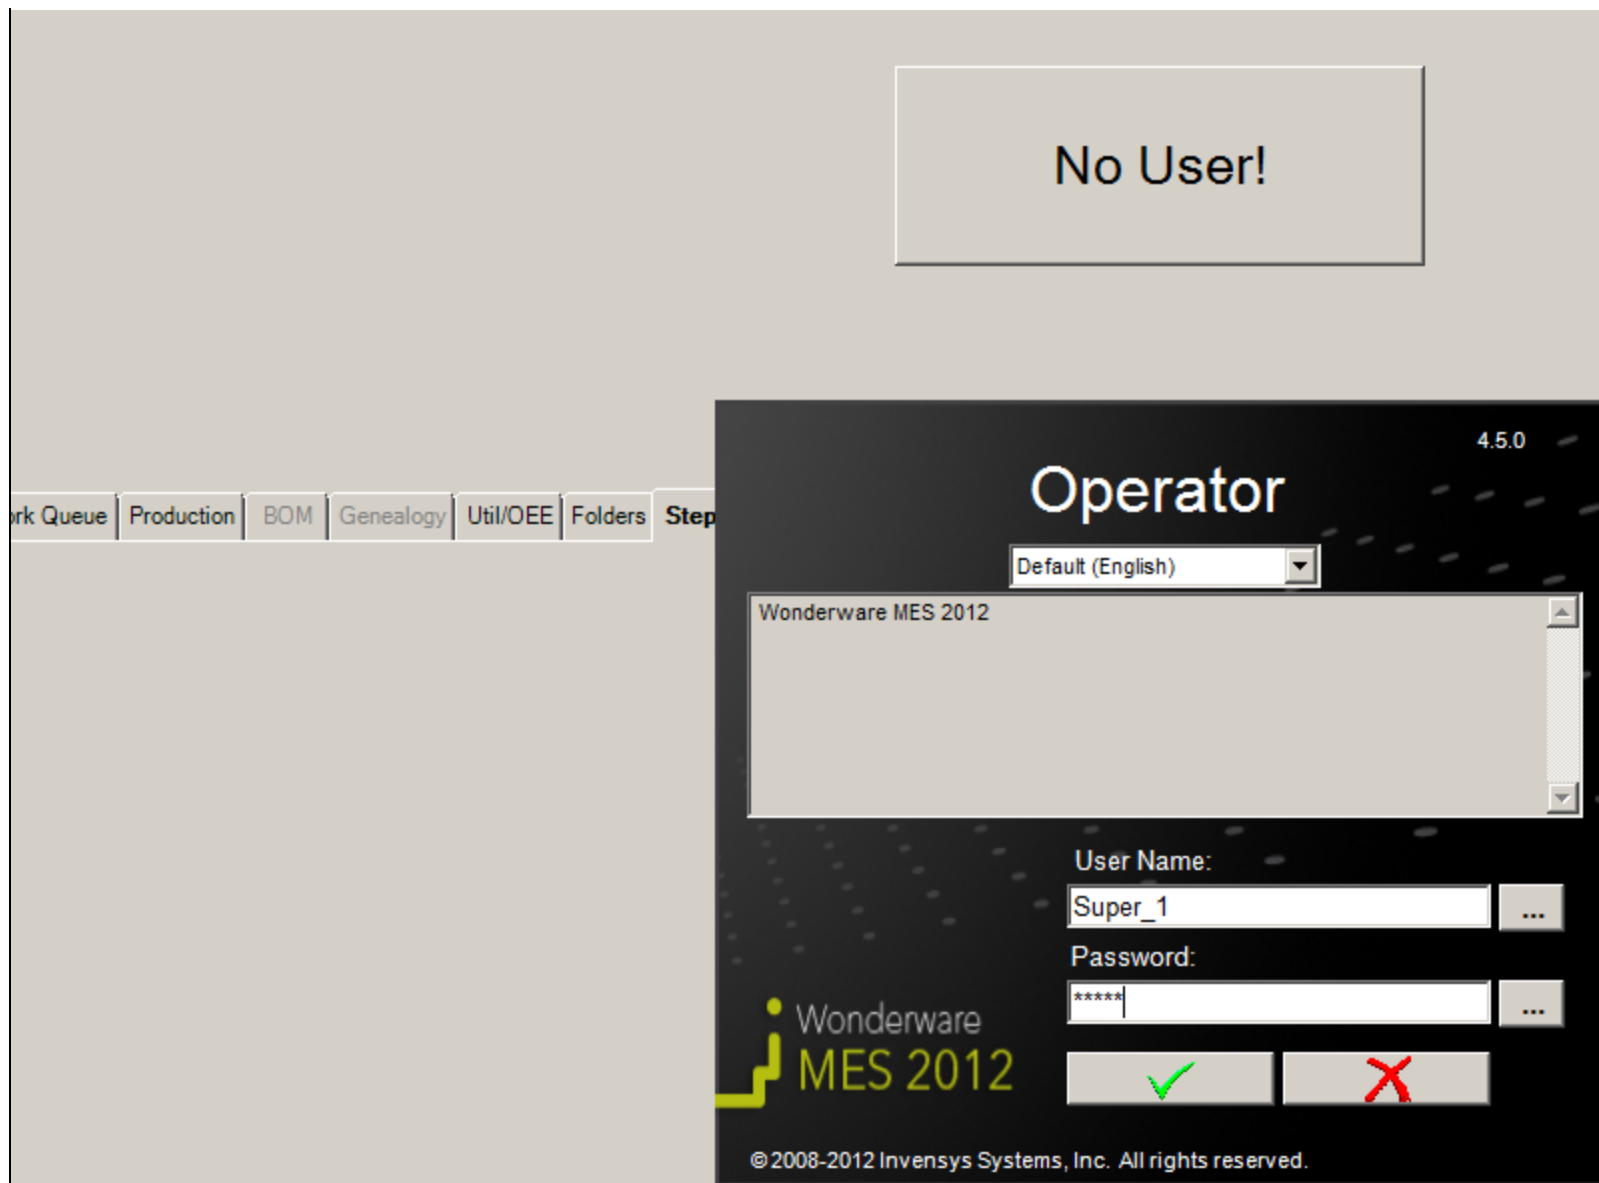 No User!
4.5.0
Operator
ork Queue Production BOM Genealogy Util/OEE Folders Step
Default (English)
Wonderware MES 2012
User Name:
Super_1
...
Password:
*****
...
Wonderware
MES 2012
©2008-2012 Invensys Systems, Inc. All rights reserved.